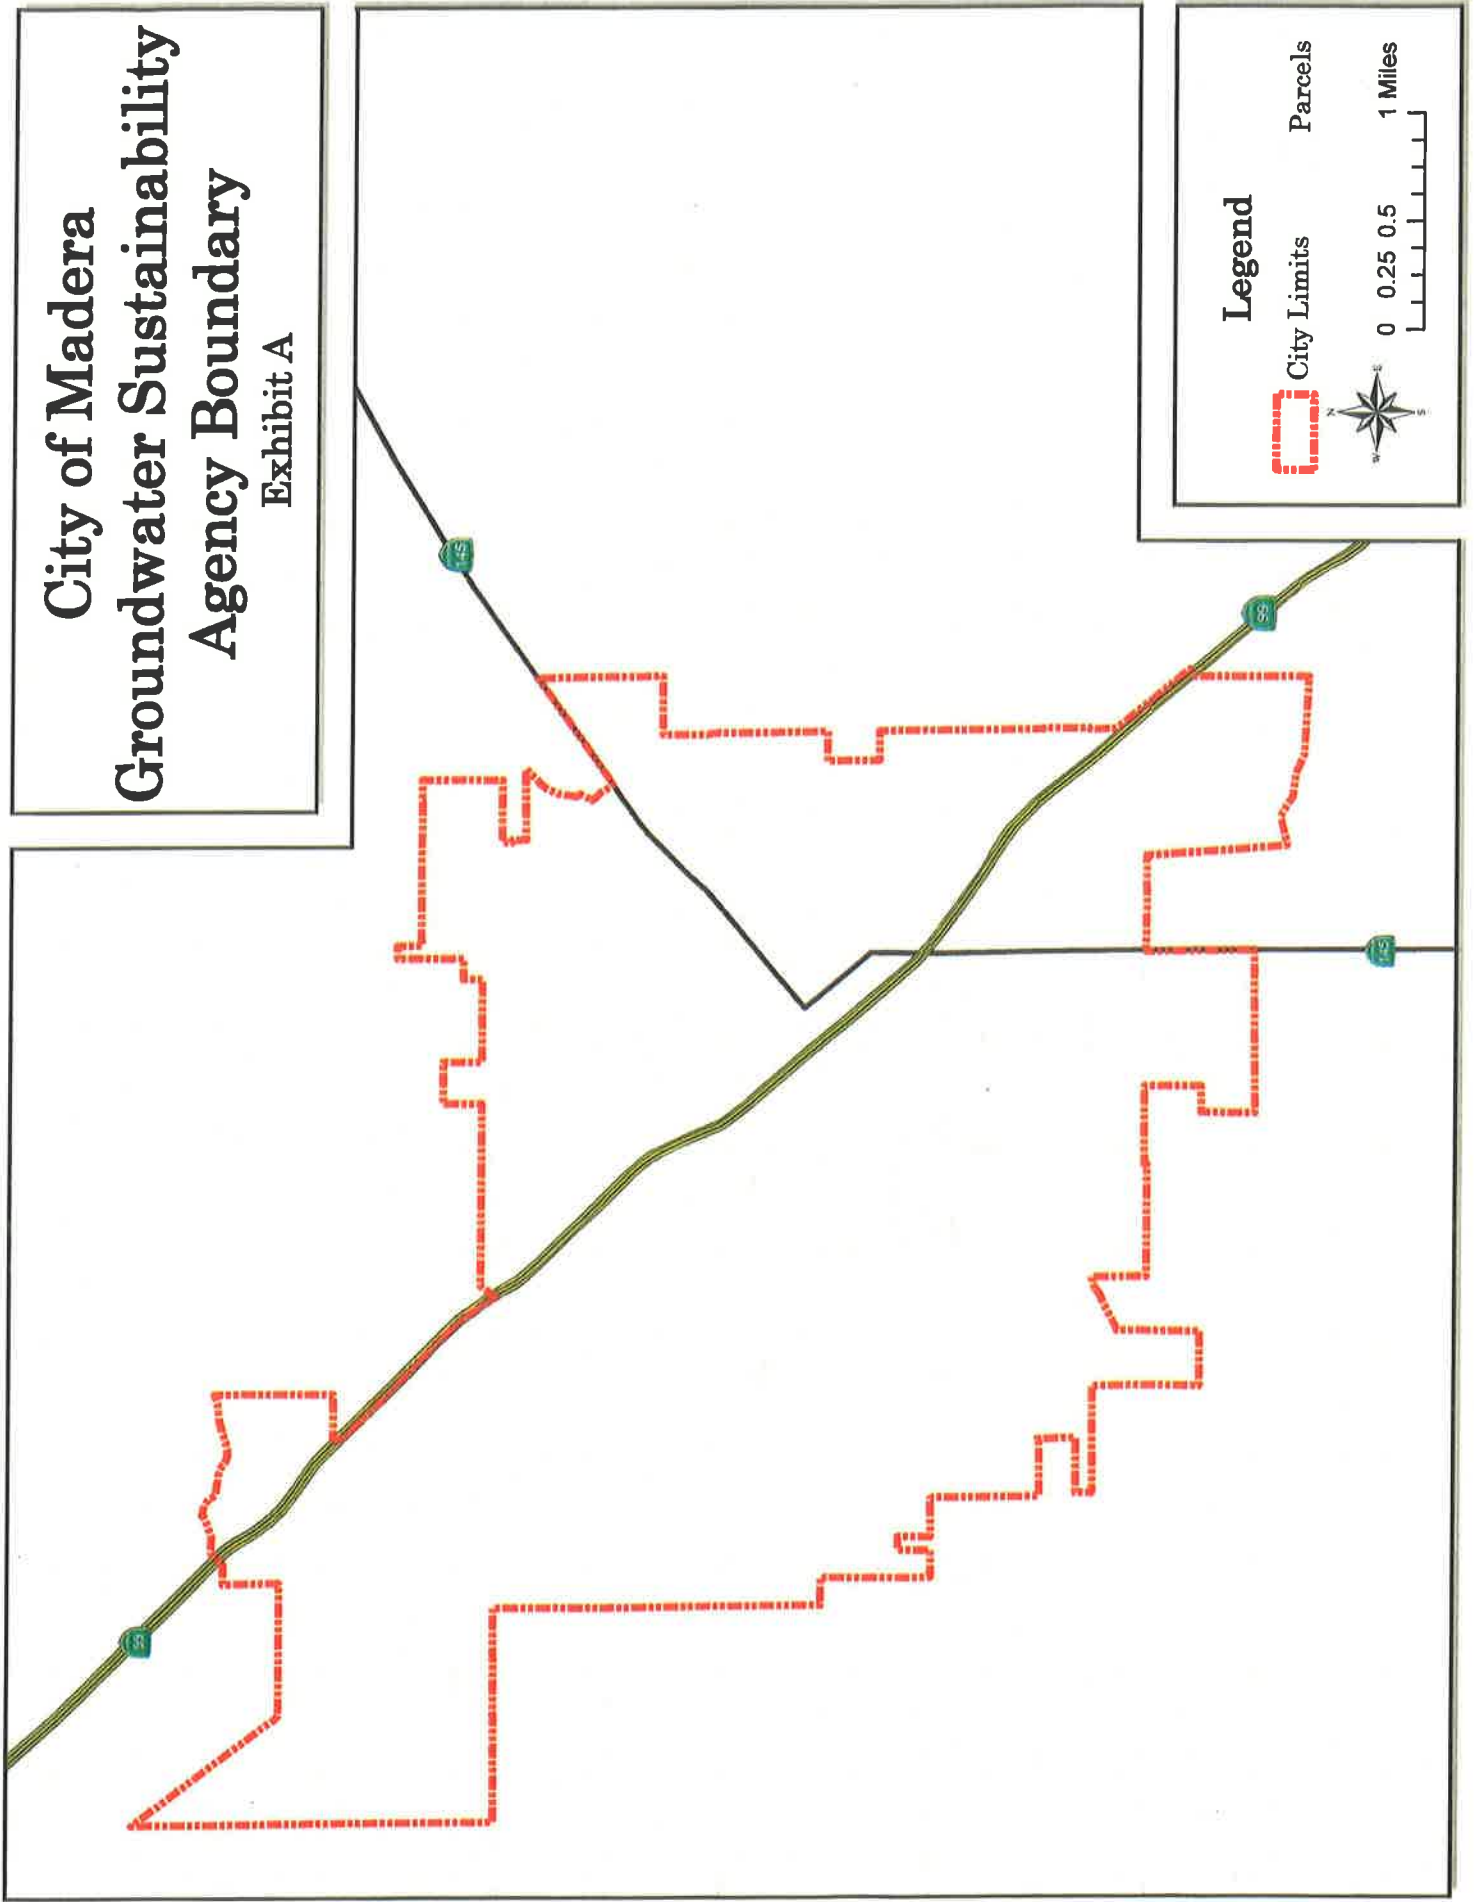 City of Madera
Groundwater Sustainability
Agency Boundary
Exhibit A
145
99
99
145
Legend
City Limits
Parcels
N
W
E
S
0 0.25 0.5 1 Miles